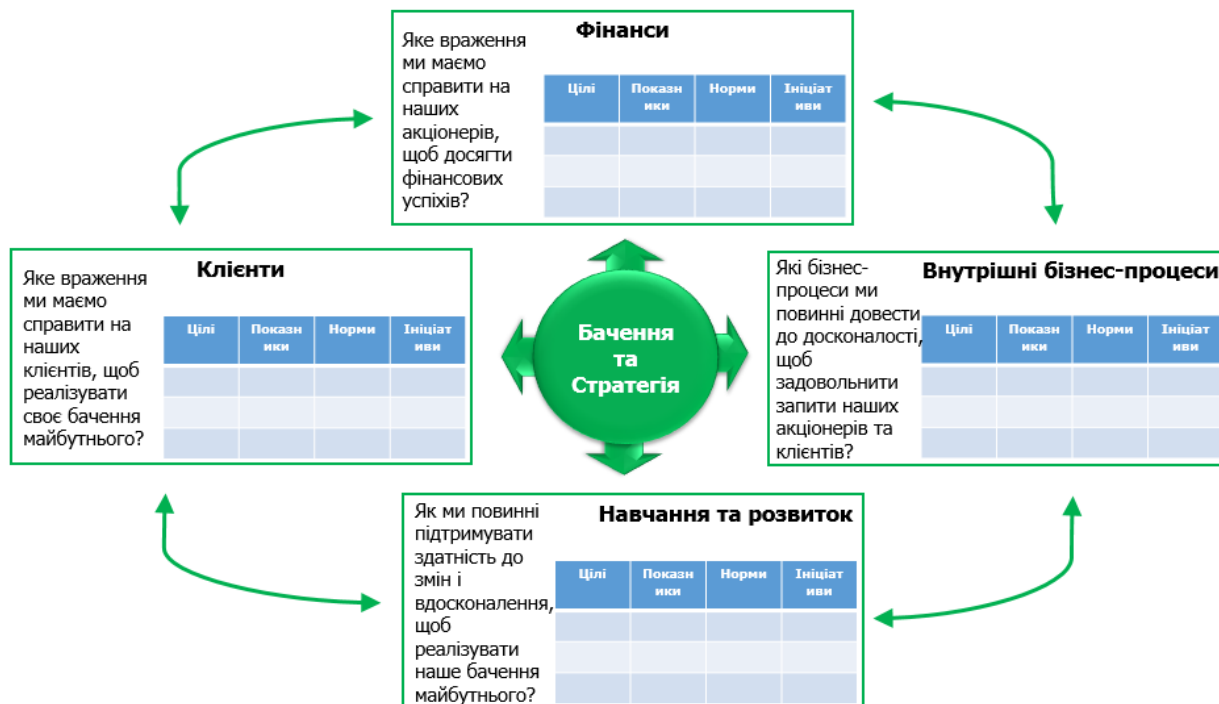 Фінанси
Яке враження
ми маємо
справити на
наших
акціонерів,
щоб досягти
фінансових
успіхів?
Цілі
Показн
ики
Норми
Ініціат
иви
Клієнти
Яке враження
ми маємо
справити на
наших
клієнтів, щоб
реалізувати
своє бачення
майбутнього?
Цілі
Показн
ики
Норми
Ініціат
иви
Бачення
та
Стратегія
Внутрішні бізнес-процеси
Які бізнес-
процеси ми
повинні довести
до досконалості,
щоб
задовольнити
запити наших
акціонерів та
клієнтів?
Цілі
Показн
ики
Норми
Ініціат
иви
Навчання та розвиток
Як ми повинні
підтримувати
здатність до
змін і
вдосконалення,
щоб
реалізувати
наше бачення
майбутнього?
Цілі
Показн
ики
Норми
Ініціат
иви